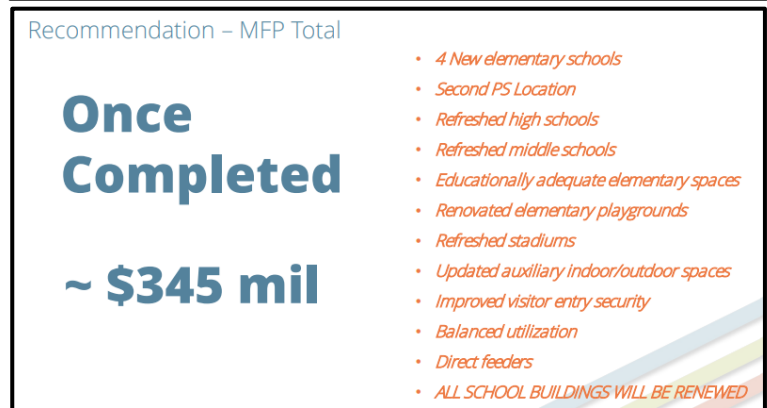 Recommendation – MFP Total
Once
Completed
~ $345 mil
• 4 New elementary schools
• Second PS Location
• Refreshed high schools
• Refreshed middle schools
• Educationally adequate elementary spaces
• Renovated elementary playgrounds
• Refreshed stadiums
• Updated auxiliary indoor/outdoor spaces
• Improved visitor entry security
• Balanced utilization
• Direct feeders
• ALL SCHOOL BUILDINGS WILL BE RENEWED